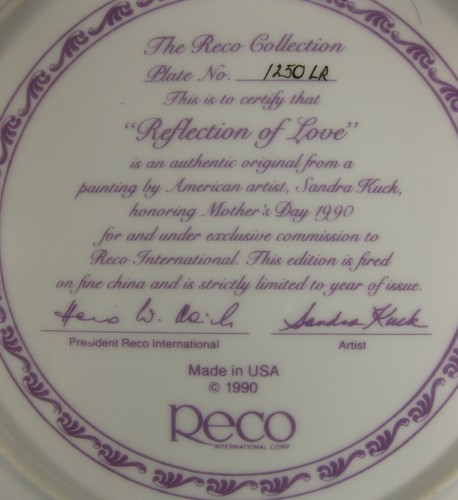 The Reco Collection
Plate No. 1250 LR
This is to certify that
"Reflection of Love"
is an authentic original from a
painting by American artist, Sandra Kuck,
honoring Mother's Day 1990
for and under exclusive commission to
Reco International. This edition is fired
on fine china and is strictly limited to year of issue.
Sandra Kuck
President Reco International Artist
Made in USA
© 1990
Reco
INTERNATIONAL CORP.